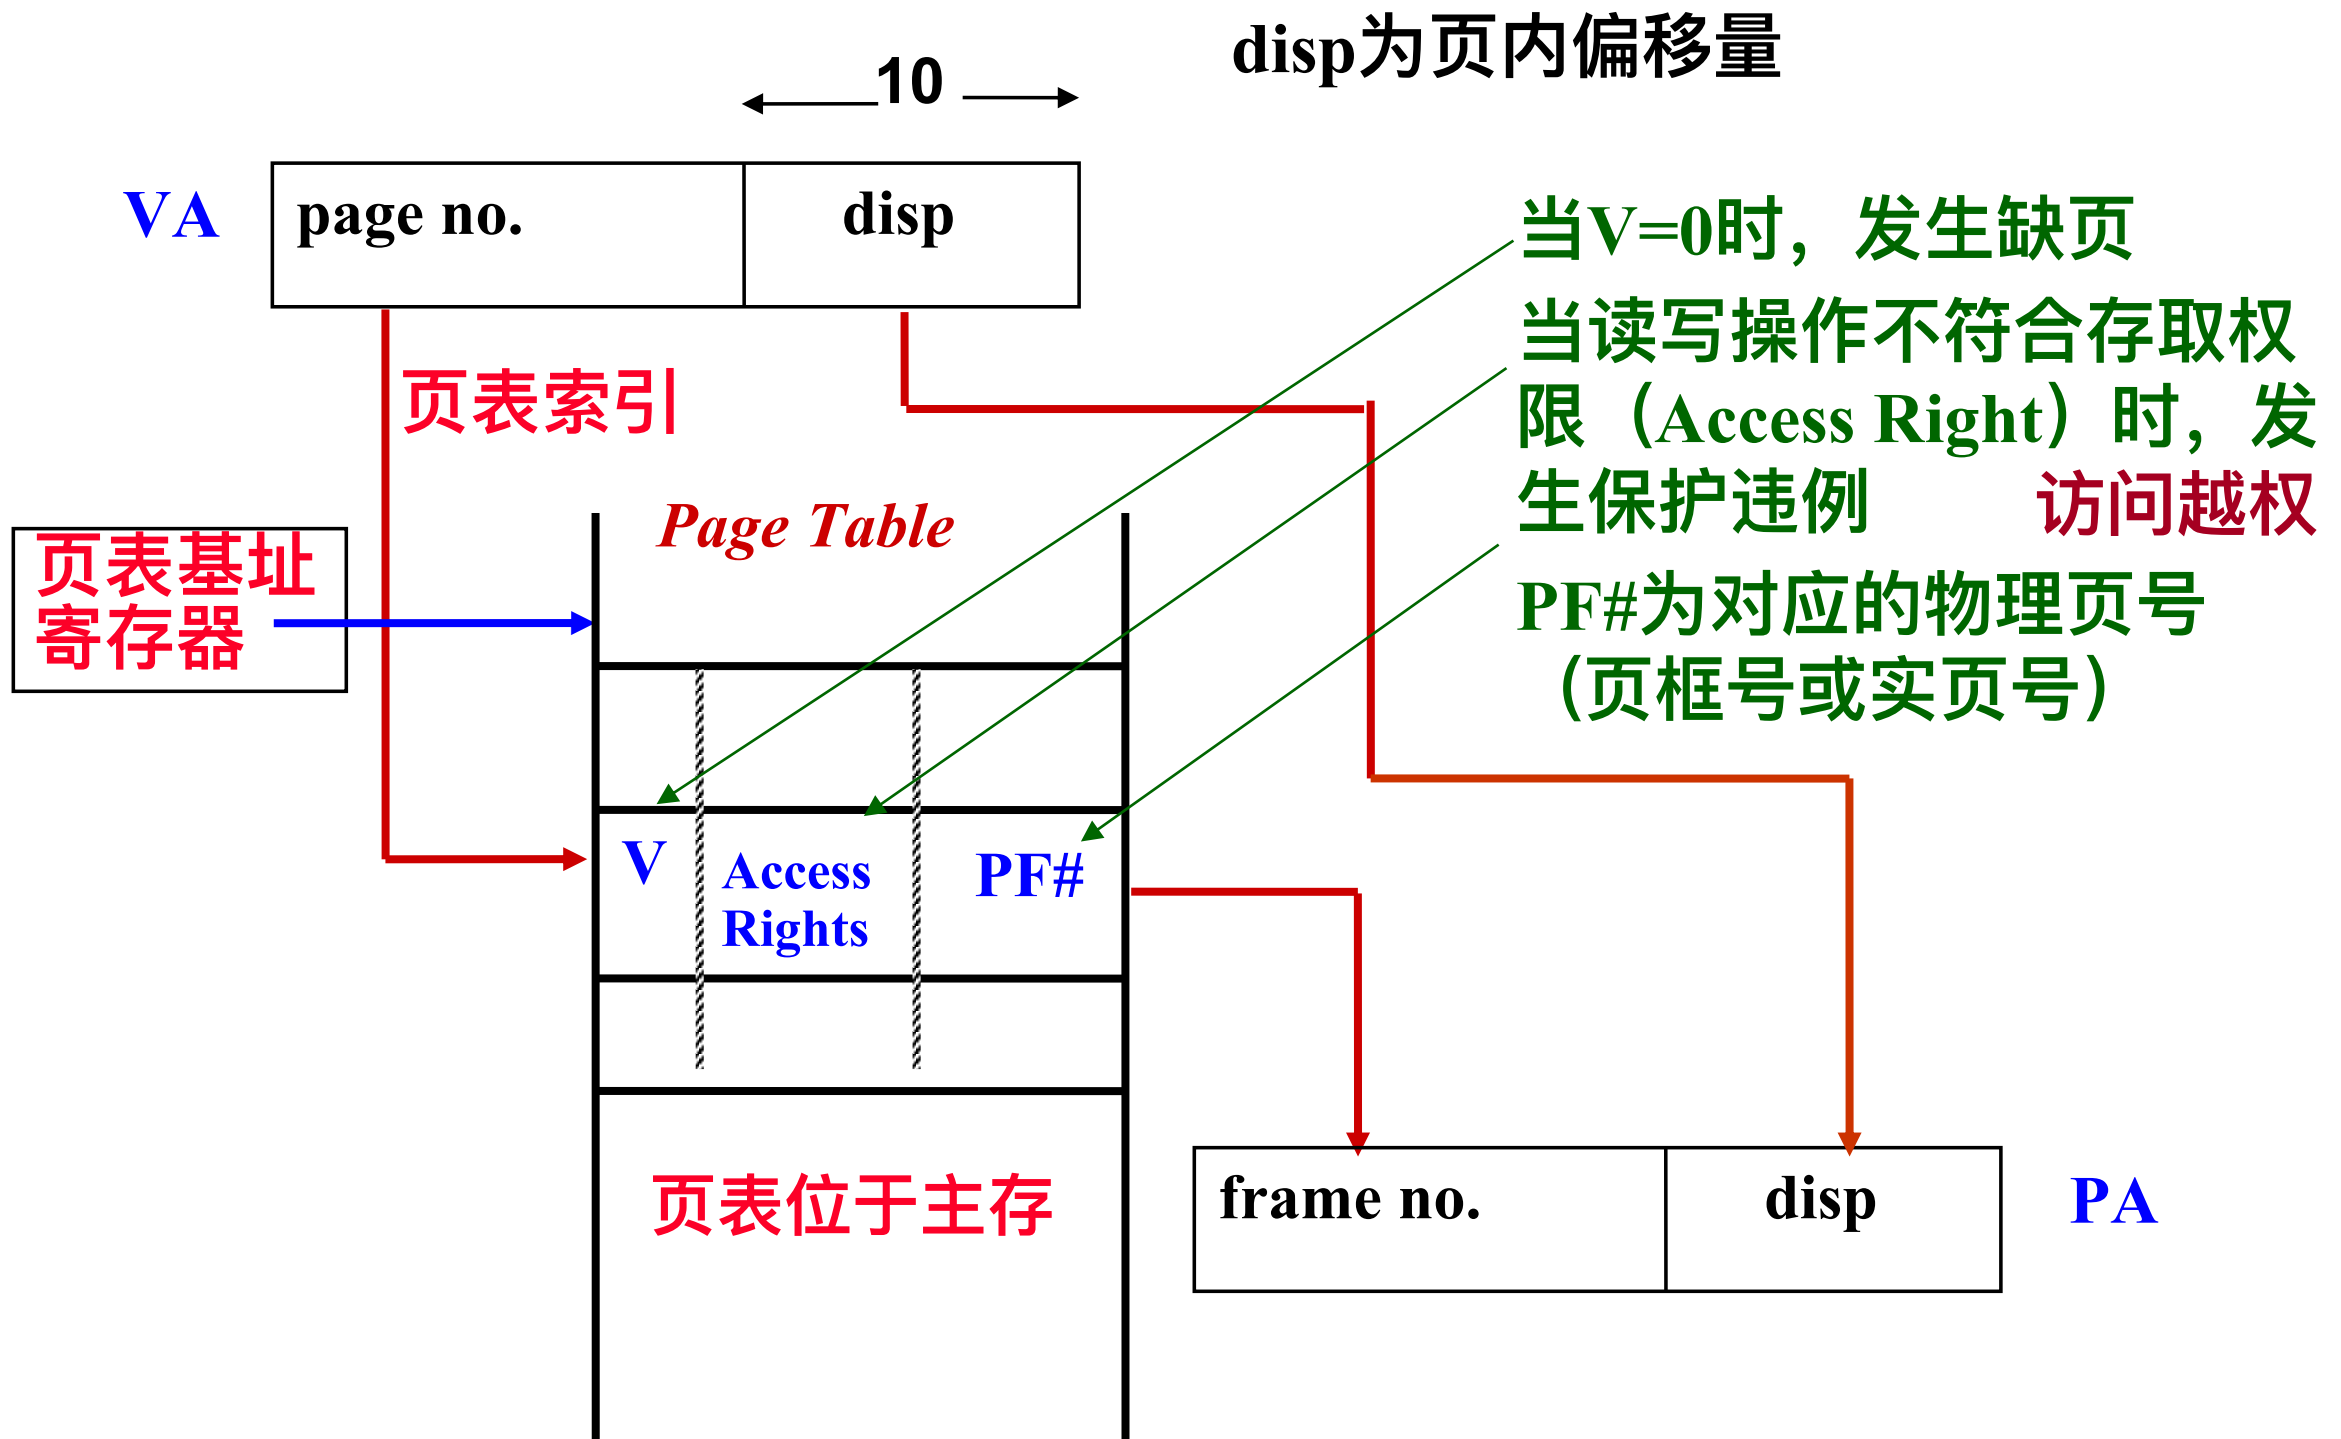 disp为页内偏移量
10
VA
page no.
disp
当V=0时，发生缺页
当读写操作不符合存取权
限（Access Right）时，发
生保护违例 访问越权
PF#为对应的物理页号
（页框号或实页号）
页表索引
Page Table
页表基址
寄存器
V
Access
Rights
PF#
页表位于主存
frame no.
disp
PA